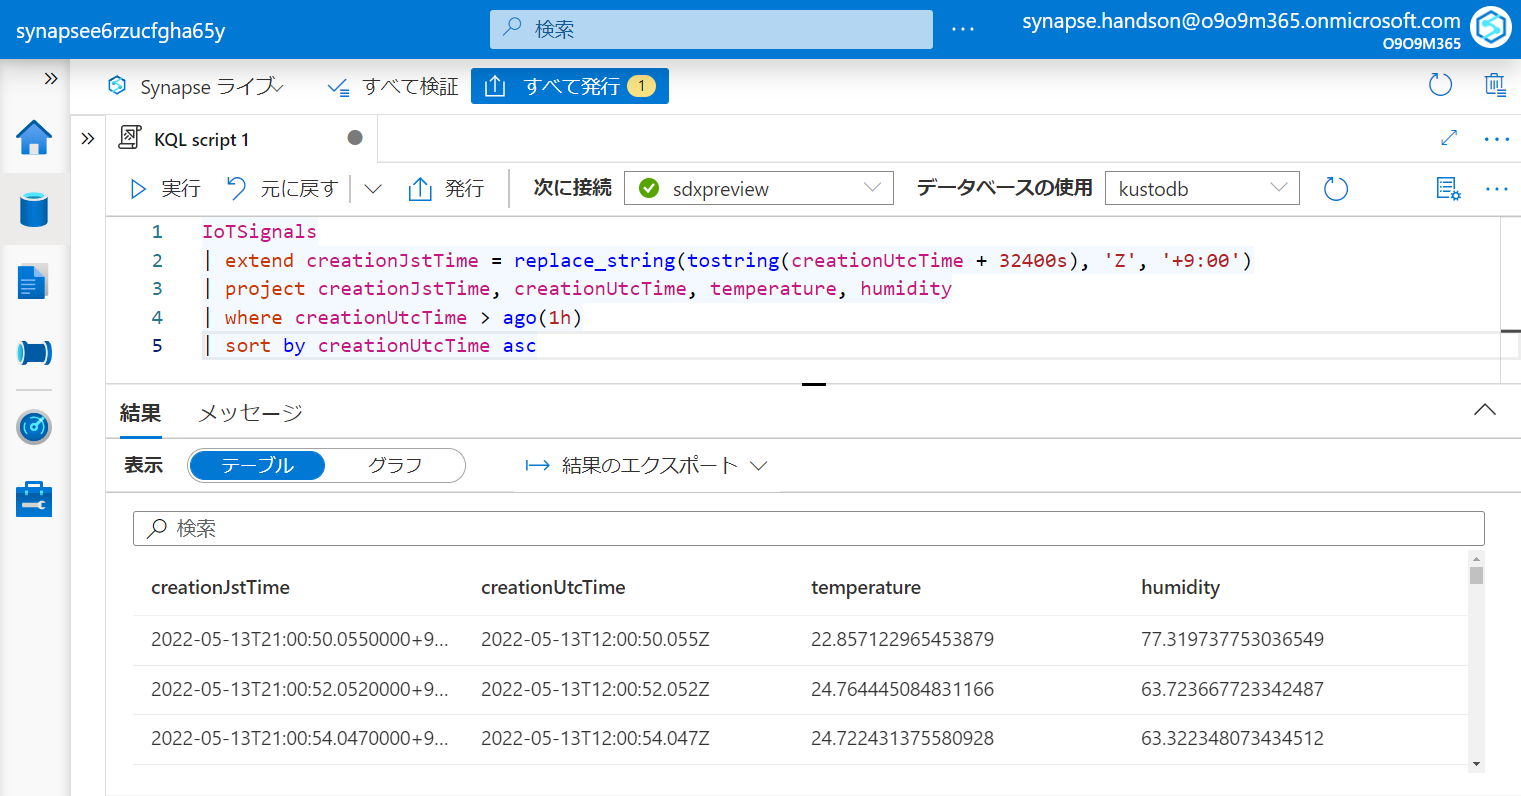 synapsee6rzucfgha65y
検索
synapse.handson@o9o9m365.onmicrosoft.com
O9O9M365
Synapse ライブ
すべて検証
すべて発行 1
KQL script 1
実行
元に戻す
発行
次に接続
sdxpreview
データベースの使用
kustodb
1 IoTSignals
2 | extend creationJstTime = replace_string(tostring(creationUtcTime + 32400s), 'Z', '+9:00')
3 | project creationJstTime, creationUtcTime, temperature, humidity
4 | where creationUtcTime > ago(1h)
5 | sort by creationUtcTime asc
結果 メッセージ
表示 テーブル グラフ 結果のエクスポート
検索
creationJstTime creationUtcTime temperature humidity
2022-05-13T21:00:50.0550000+9... 2022-05-13T12:00:50.055Z 22.857122965453879 77.319737753036549
2022-05-13T21:00:52.0520000+9... 2022-05-13T12:00:52.052Z 24.764445084831166 63.723667723342487
2022-05-13T21:00:54.0470000+9... 2022-05-13T12:00:54.047Z 24.722431375580928 63.322348073434512